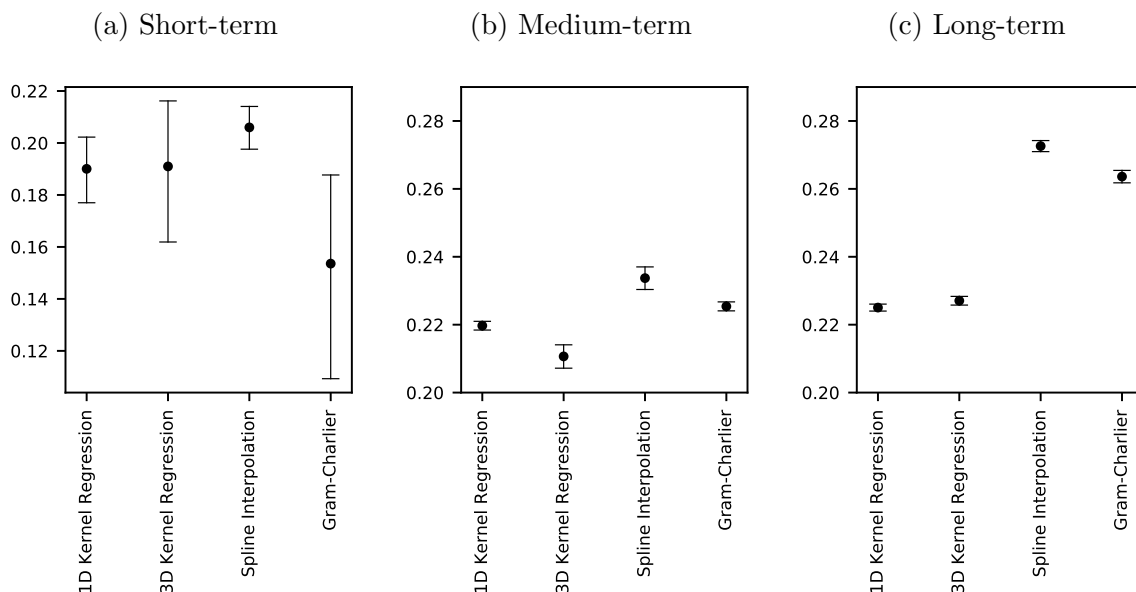 (a) Short-term
0.22
0.20
0.18
0.16
0.14
0.12
1D Kernel Regression
3D Kernel Regression
Spline Interpolation
Gram-Charlier
(b) Medium-term
0.28
0.26
0.24
0.22
0.20
1D Kernel Regression
3D Kernel Regression
Spline Interpolation
Gram-Charlier
(c) Long-term
0.28
0.26
0.24
0.22
0.20
1D Kernel Regression
3D Kernel Regression
Spline Interpolation
Gram-Charlier